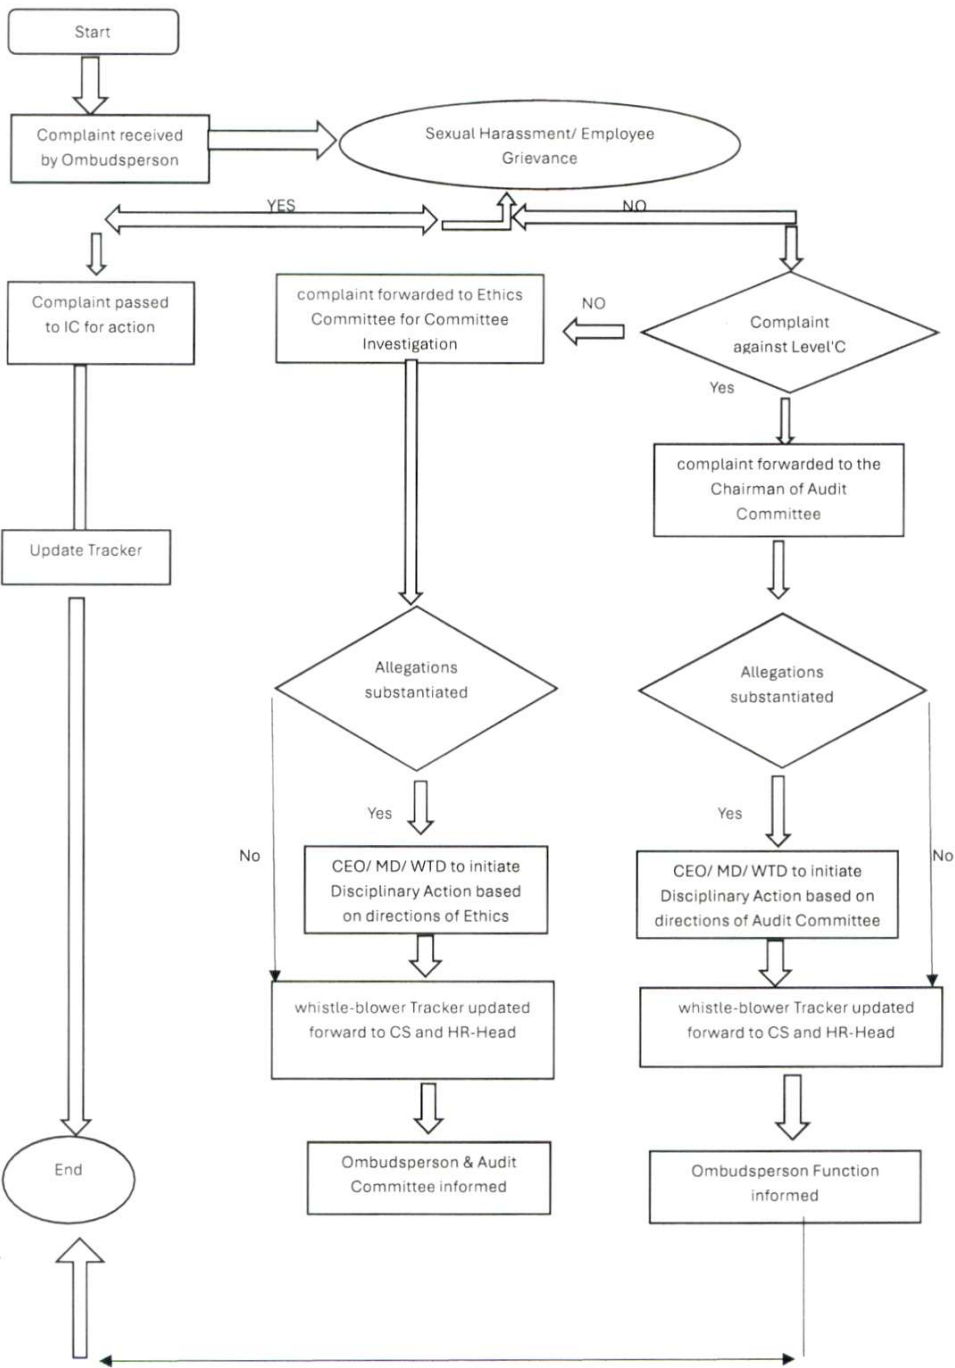 Start
Complaint received
by Ombudsperson
Sexual Harassment/ Employee
Grievance
YES
NO
Complaint passed
to IC for action
complaint forwarded to Ethics
Committee for Committee
Investigation
NO
Complaint
against Level'C
Yes
complaint forwarded to the
Chairman of Audit
Committee
Update Tracker
Allegations
substantiated
Allegations
substantiated
Yes
Yes
No
CEO/ MD/ WTD to initiate
Disciplinary Action based
on directions of Ethics
CEO/ MD/ WTD to initiate
Disciplinary Action based on
directions of Audit Committee
No
whistle-blower Tracker updated
forward to CS and HR-Head
whistle-blower Tracker updated
forward to CS and HR-Head
End
Ombudsperson & Audit
Committee informed
Ombudsperson Function
informed